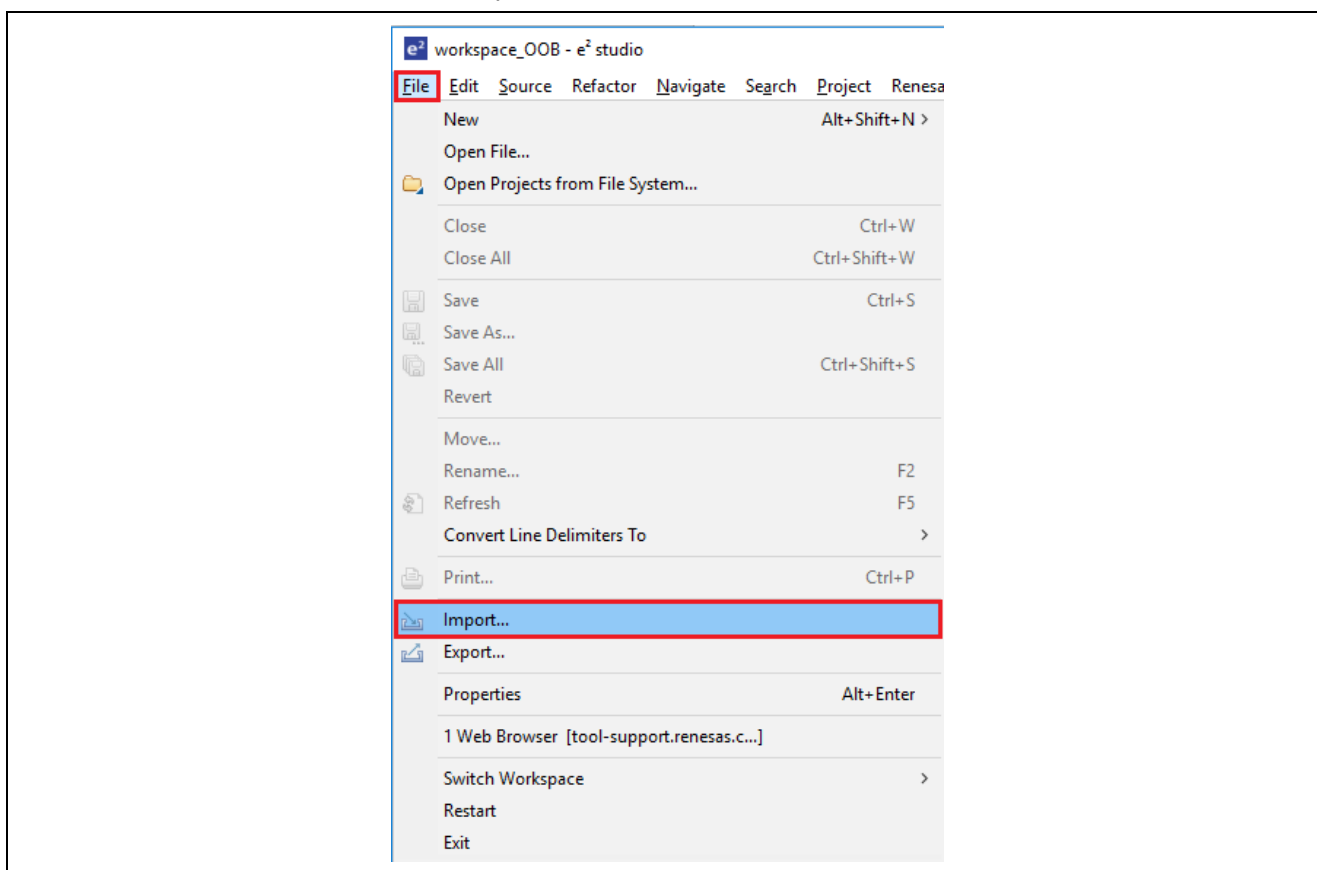 e² workspace_OOB - e² studio
File Edit Source Refactor Navigate Search Project Renesa
New Alt+Shift+N >
Open File...
Open Projects from File System...
Close Ctrl+W
Close All Ctrl+Shift+W
Save Ctrl+S
Save As...
Save All Ctrl+Shift+S
Revert
Move...
Rename... F2
Refresh F5
Convert Line Delimiters To >
Print... Ctrl+P
Import...
Export...
Properties Alt+Enter
1 Web Browser [tool-support.renesas.c...]
Switch Workspace >
Restart
Exit